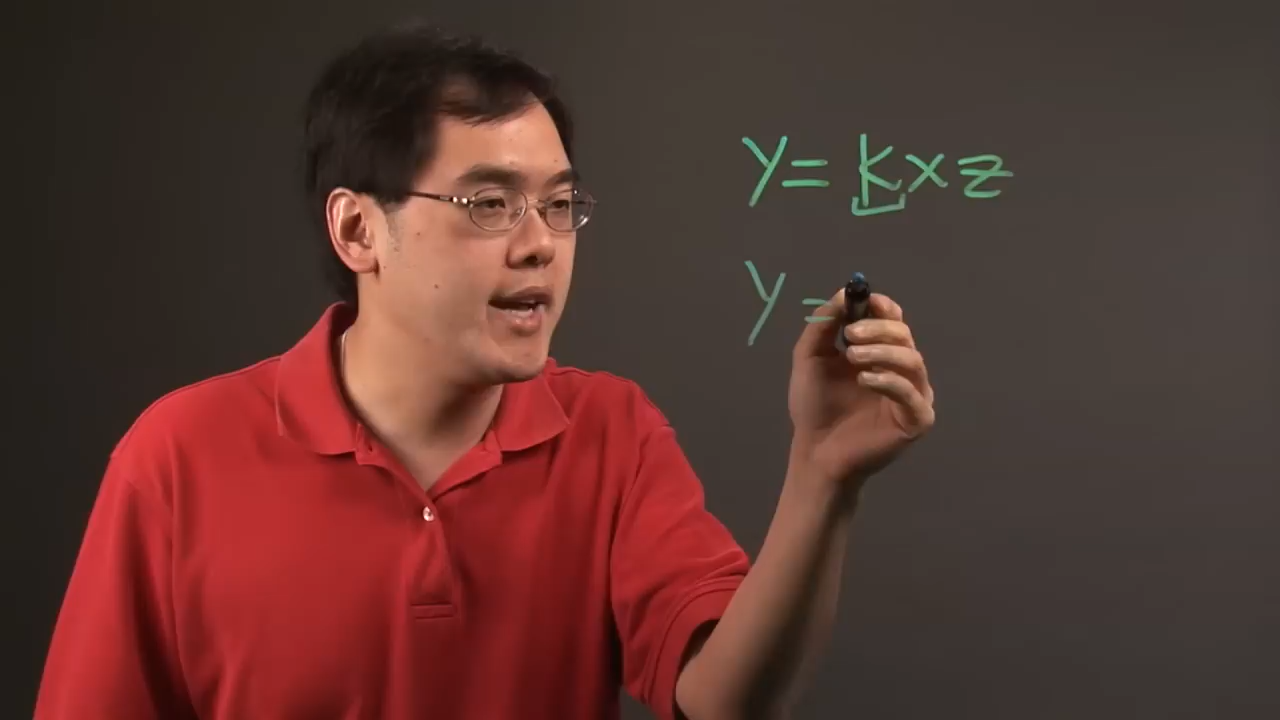 y = kxz
y =